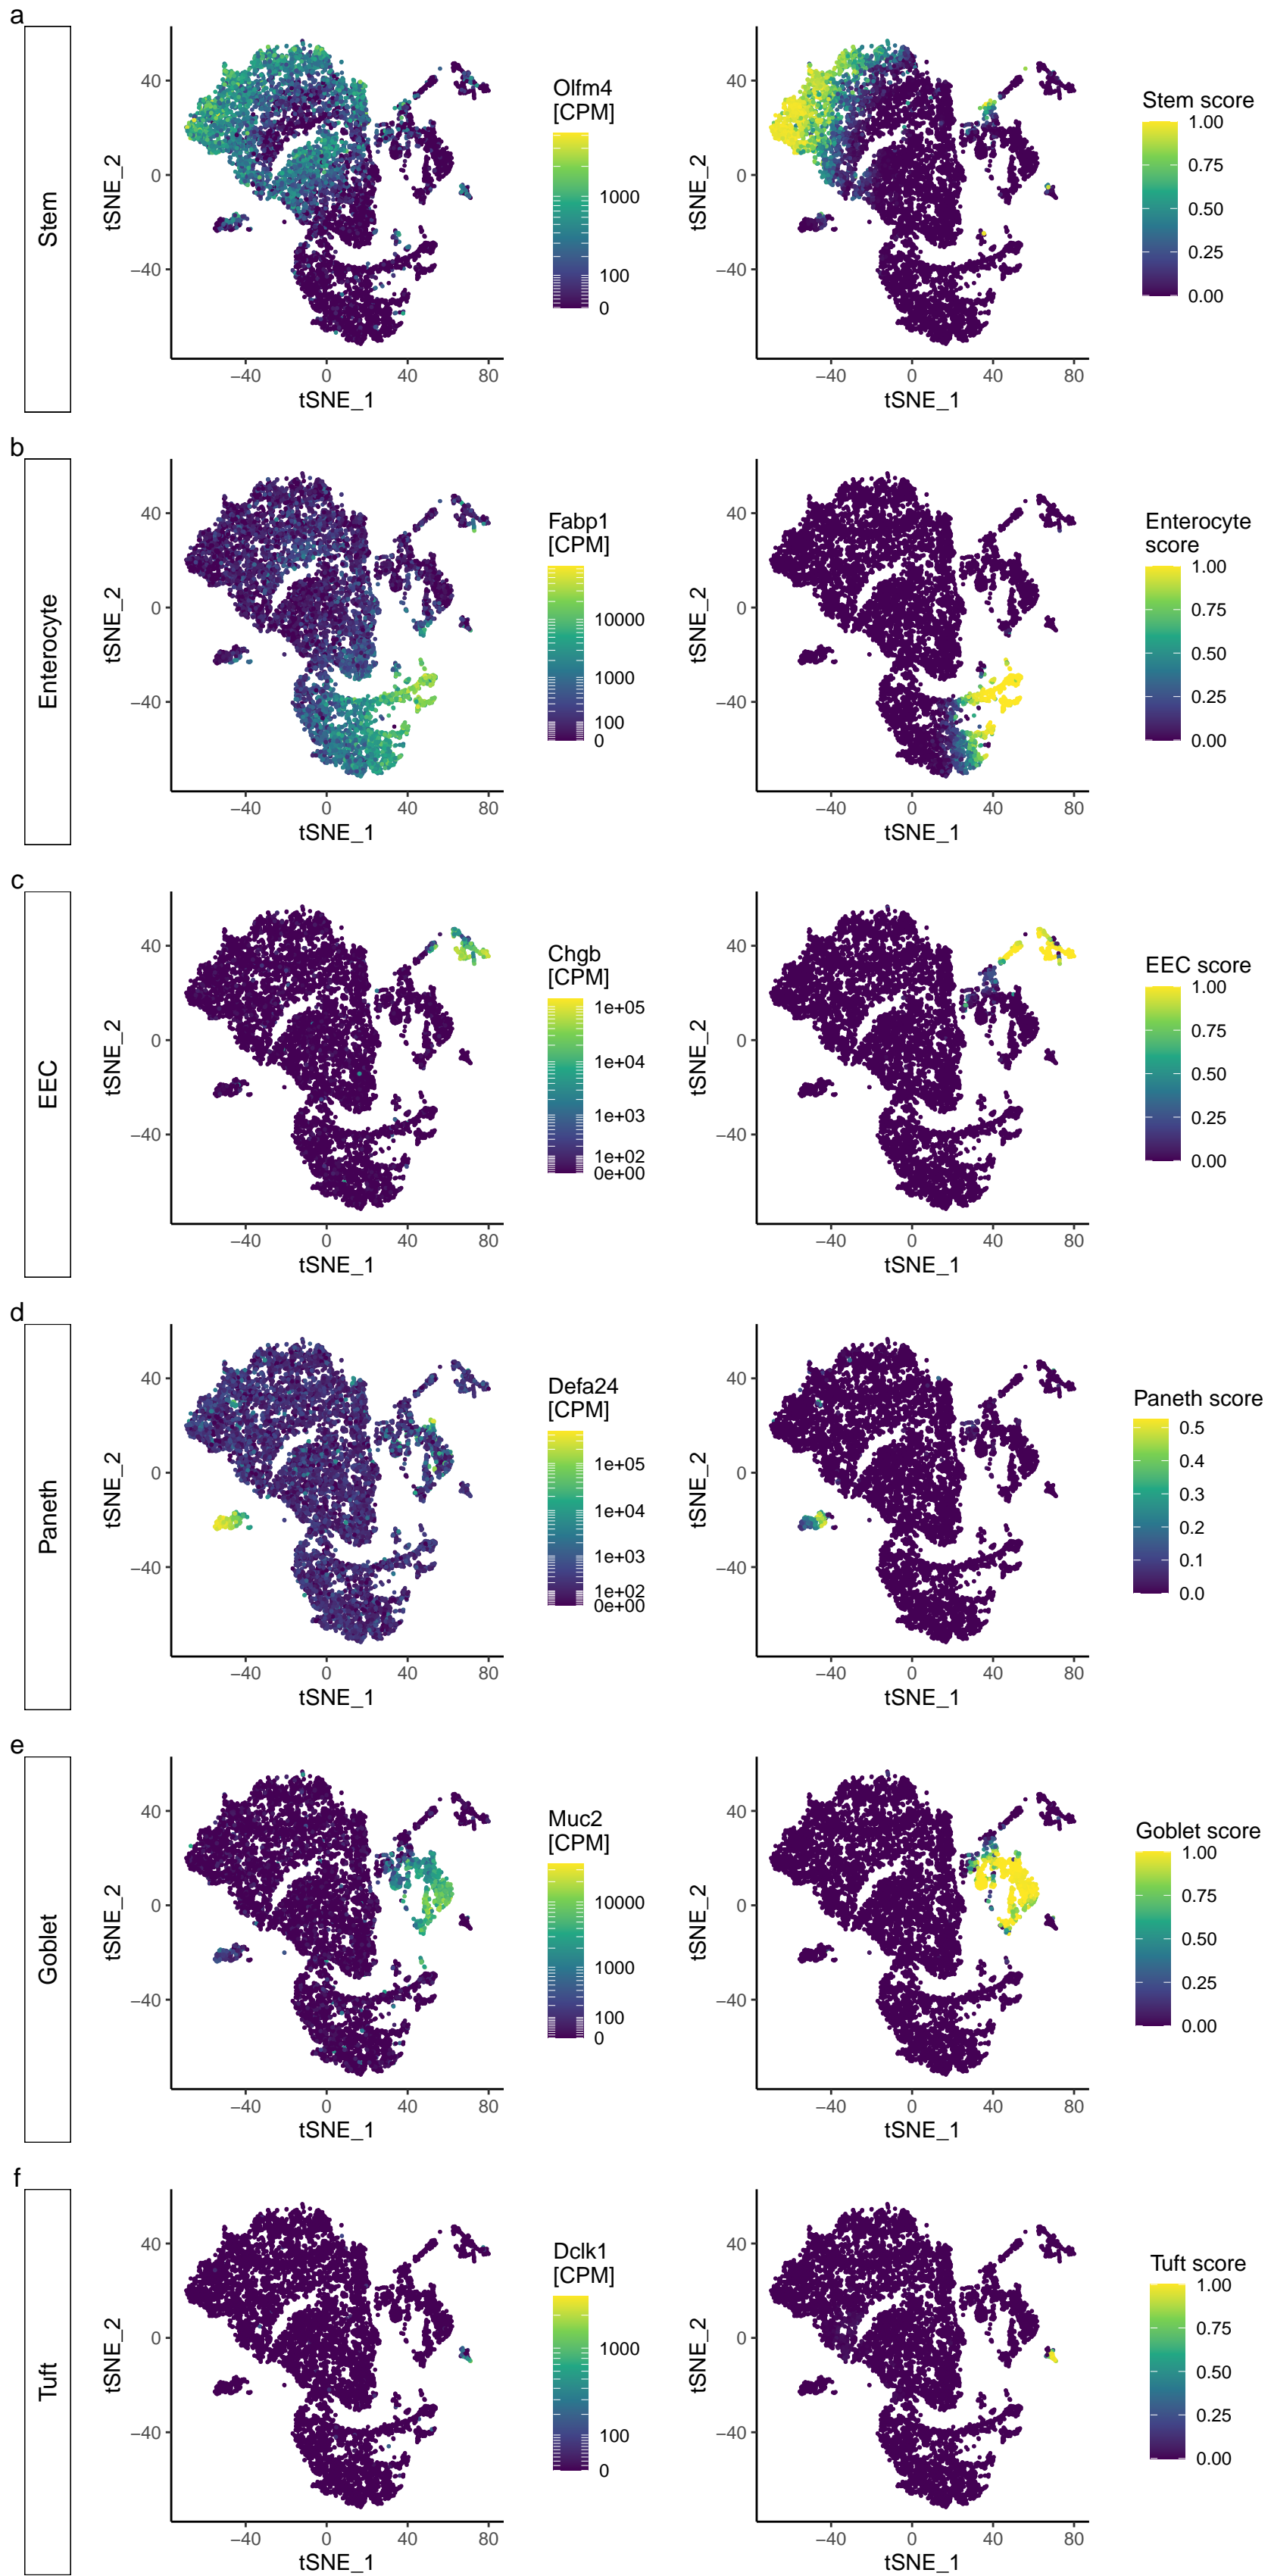 a
Stem
tSNE_2
40
0
−40
−40
0
40
80
tSNE_1
Olfm4
[CPM]
1000
100
0
tSNE_2
40
0
−40
−40
0
40
80
tSNE_1
Stem score
1.00
0.75
0.50
0.25
0.00
b
Enterocyte
tSNE_2
40
0
−40
−40
0
40
80
tSNE_1
Fabp1
[CPM]
10000
1000
100
0
tSNE_2
40
0
−40
−40
0
40
80
tSNE_1
Enterocyte
score
1.00
0.75
0.50
0.25
0.00
c
EEC
tSNE_2
40
0
−40
−40
0
40
80
tSNE_1
Chgb
[CPM]
1e+05
1e+04
1e+03
1e+02
0e+00
tSNE_2
40
0
−40
−40
0
40
80
tSNE_1
EEC score
1.00
0.75
0.50
0.25
0.00
d
Paneth
tSNE_2
40
0
−40
−40
0
40
80
tSNE_1
Defa24
[CPM]
1e+05
1e+04
1e+03
1e+02
0e+00
tSNE_2
40
0
−40
−40
0
40
80
tSNE_1
Paneth score
0.5
0.4
0.3
0.2
0.1
0.0
e
Goblet
tSNE_2
40
0
−40
−40
0
40
80
tSNE_1
Muc2
[CPM]
10000
1000
100
0
tSNE_2
40
0
−40
−40
0
40
80
tSNE_1
Goblet score
1.00
0.75
0.50
0.25
0.00
f
Tuft
tSNE_2
40
0
−40
−40
0
40
80
tSNE_1
Dclk1
[CPM]
1000
100
0
tSNE_2
40
0
−40
−40
0
40
80
tSNE_1
Tuft score
1.00
0.75
0.50
0.25
0.00